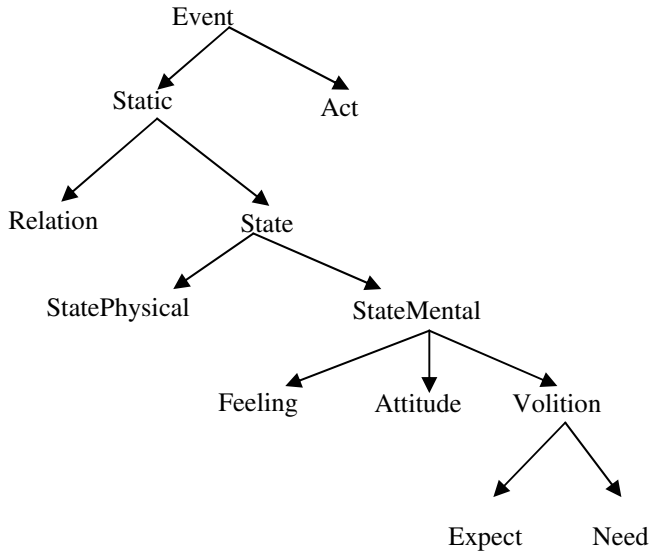 Event
Static
Act
Relation
State
StatePhysical
StateMental
Feeling
Attitude
Volition
Expect
Need